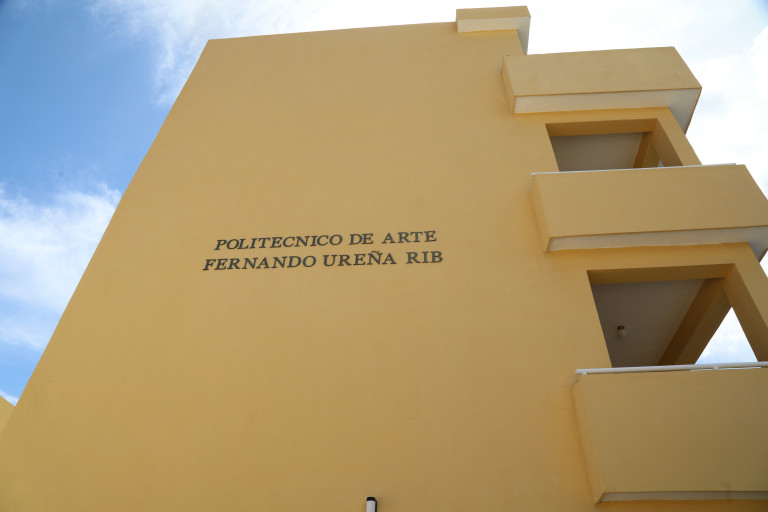 POLITECNICO DE ARTE
FERNANDO UREÑA RIB